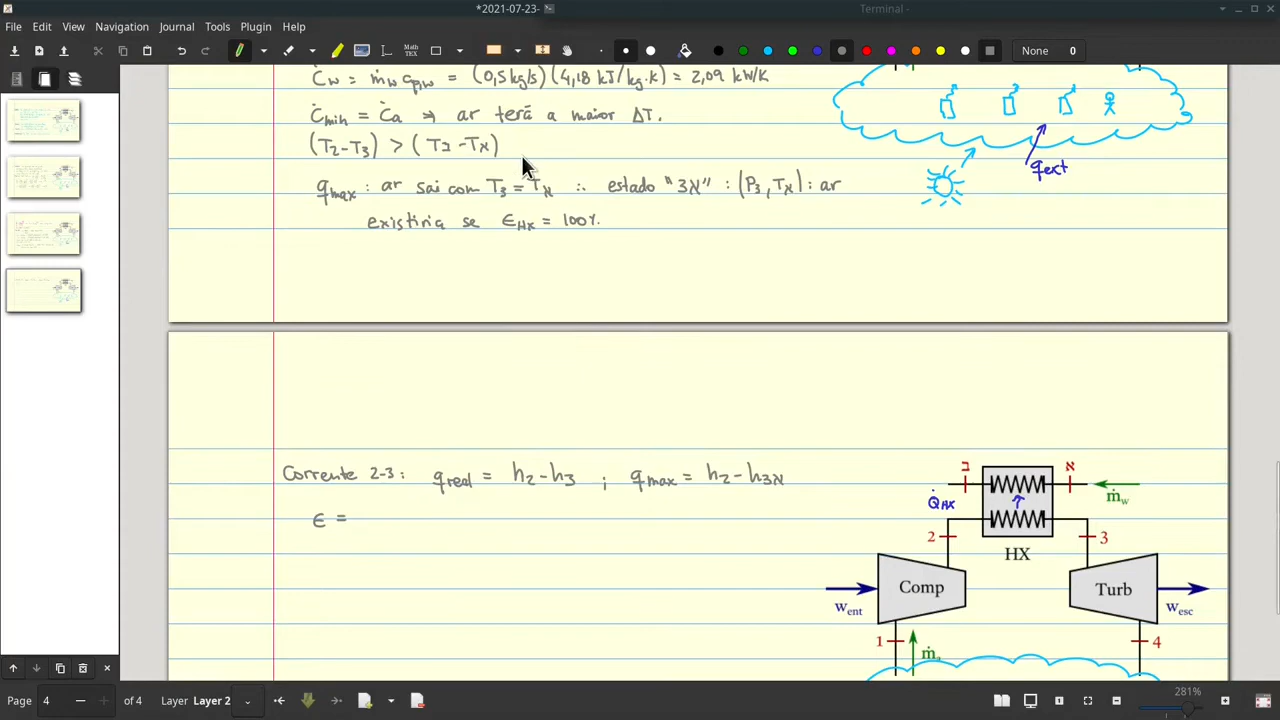 *2021-07-23-
Terminal -
File Edit View Navigation Journal Tools Plugin Help
MATH TEX
None 0
Ċw = ṁw cp,w = (0,5 kg/s)(4,18 kJ/kg·K) = 2,09 kW/K
Ċmin = Ċa → ar terá a maior ΔT.
(T2-T3) > (Tב-Tא)
qmax: ar sai com T3 = Tא ∴ estado "3א" : (P3, Tא): ar
existiria se ϵHX = 100%.
qext
Corrente 2-3: qreal = h2-h3 ; qmax = h2-h3א
ϵ =
ב א
Q̇HX ṁw
2 3
HX
Comp Turb
went wesc
1 4
Page 4 of 4 Layer Layer 2
281%